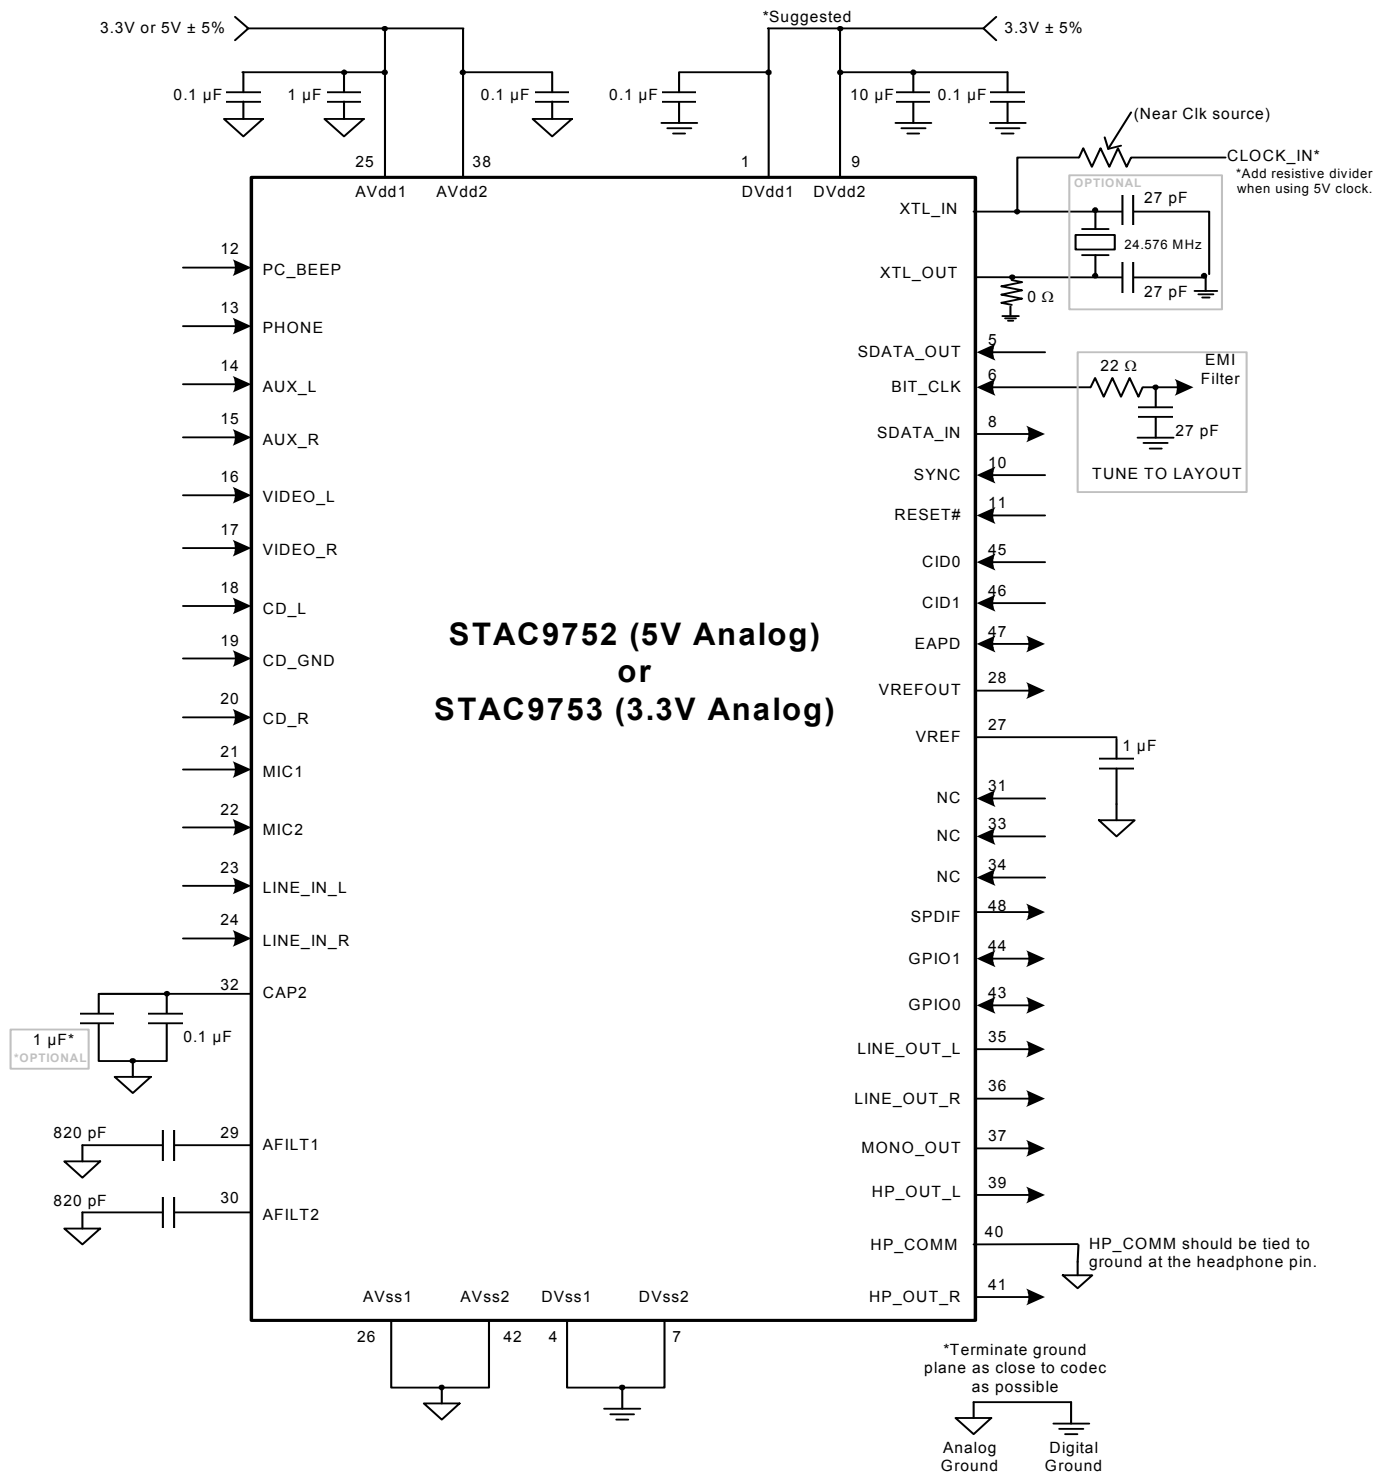 3.3V or 5V ± 5%
*Suggested
3.3V ± 5%
0.1 µF
1 µF
0.1 µF
0.1 µF
10 µF
0.1 µF
(Near Clk source)
CLOCK_IN*
*Add resistive divider
when using 5V clock.
25
38
1
9
AVdd1
AVdd2
DVdd1
DVdd2
XTL_IN
OPTIONAL
27 pF
24.576 MHz
XTL_OUT
0 Ω
27 pF
12
PC_BEEP
13
PHONE
14
AUX_L
15
AUX_R
16
VIDEO_L
17
VIDEO_R
18
CD_L
19
CD_GND
20
CD_R
21
MIC1
22
MIC2
23
LINE_IN_L
24
LINE_IN_R
32
CAP2
1 µF*
*OPTIONAL
0.1 µF
820 pF
29
AFILT1
820 pF
30
AFILT2
STAC9752 (5V Analog)
or
STAC9753 (3.3V Analog)
SDATA_OUT
5
BIT_CLK
6
22 Ω
EMI
Filter
27 pF
TUNE TO LAYOUT
SDATA_IN
8
SYNC
10
RESET#
11
CID0
45
CID1
46
EAPD
47
VREFOUT
28
VREF
27
1 µF
NC
31
NC
33
NC
34
SPDIF
48
GPIO1
44
GPIO0
43
LINE_OUT_L
35
LINE_OUT_R
36
MONO_OUT
37
HP_OUT_L
39
HP_COMM
40
HP_COMM should be tied to
ground at the headphone pin.
HP_OUT_R
41
AVss1
AVss2
DVss1
DVss2
26
42
4
7
*Terminate ground
plane as close to codec
as possible
Analog
Ground
Digital
Ground